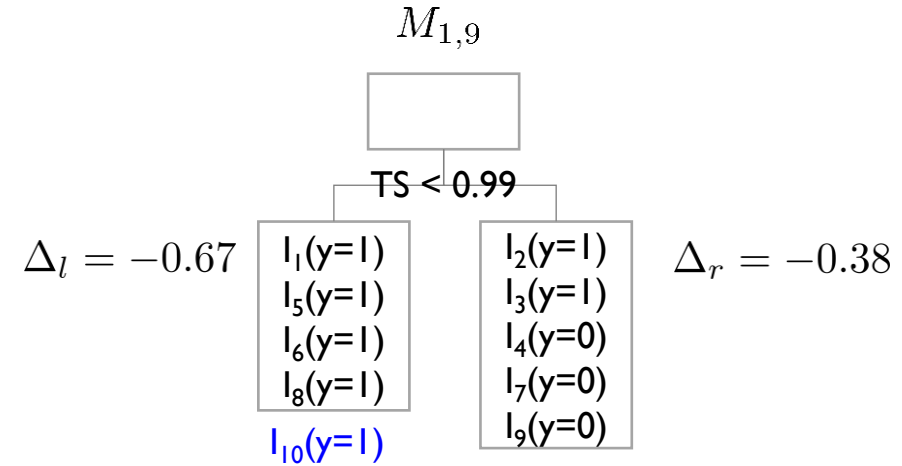 M1,9
TS < 0.99
Δl = −0.67
I1(y=1)
I5(y=1)
I6(y=1)
I8(y=1)
I10(y=1)
I2(y=1)
I3(y=1)
I4(y=0)
I7(y=0)
I9(y=0)
Δr = −0.38